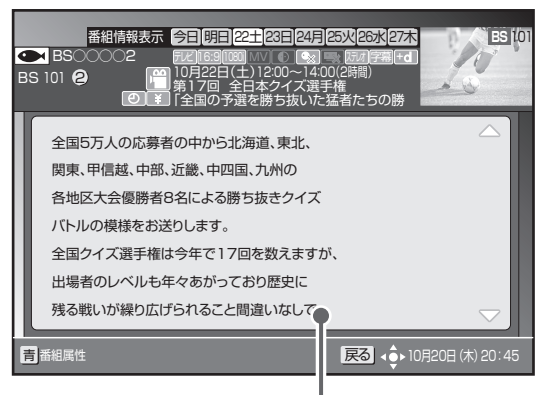 番組情報表示 今日 明日 22土 23日 24月 25火 26水 27木
BS 101
BS○○○○2
テレビ 16:9 1080i MV ステレオ 字幕 +d
BS 101 ②
10月22日(土)12:00～14:00(2時間)
第17回 全日本クイズ選手権
¥ 「全国の予選を勝ち抜いた猛者たちの勝
全国5万人の応募者の中から北海道、東北、
関東、甲信越、中部、近畿、中四国、九州の
各地区大会優勝者8名による勝ち抜きクイズ
バトルの模様をお送りします。
全国クイズ選手権は今年で17回を数えますが、
出場者のレベルも年々あがっており歴史に
残る戦いが繰り広げられること間違いなしで
青 番組属性
戻る 10月20日(木)20:45